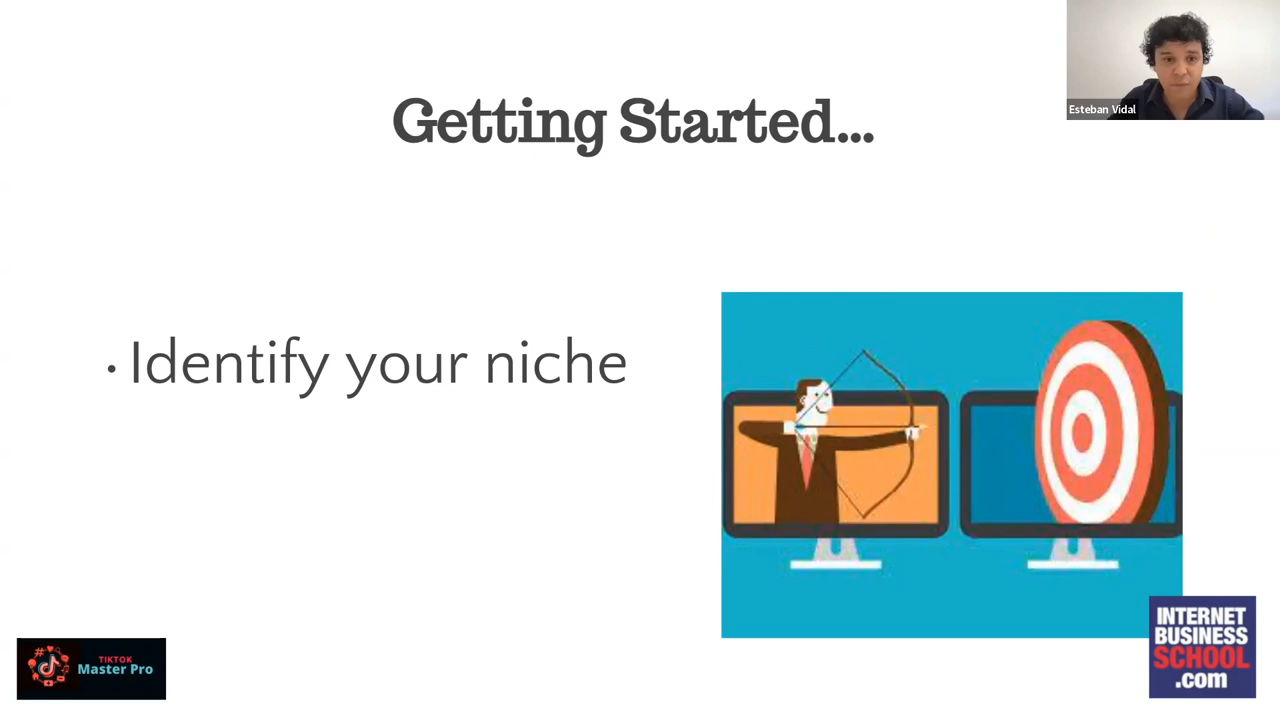 Esteban Vidal
Getting Started...
• Identify your niche
TIKTOK
Master Pro
INTERNET
BUSINESS
SCHOOL
.com